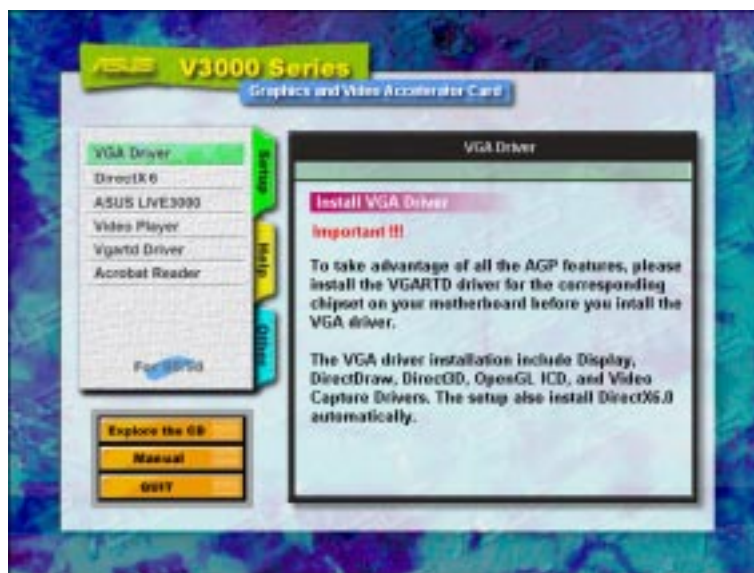 ASUS V3000 Series
Graphics and Video Accelerator Card
VGA Driver
DirectX 6
ASUS LIVE3000
Video Player
Vgartd Driver
Acrobat Reader
For 95/98
Setup
Help
Other
Explore the CD
Manual
QUIT
VGA Driver
Install VGA Driver
Important !!!
To take advantage of all the AGP features, please
install the VGARTD driver for the corresponding
chipset on your motherboard before you intall the
VGA driver.
The VGA driver installation include Display,
DirectDraw, Direct3D, OpenGL ICD, and Video
Capture Drivers. The setup also install DirectX6.0
automatically.